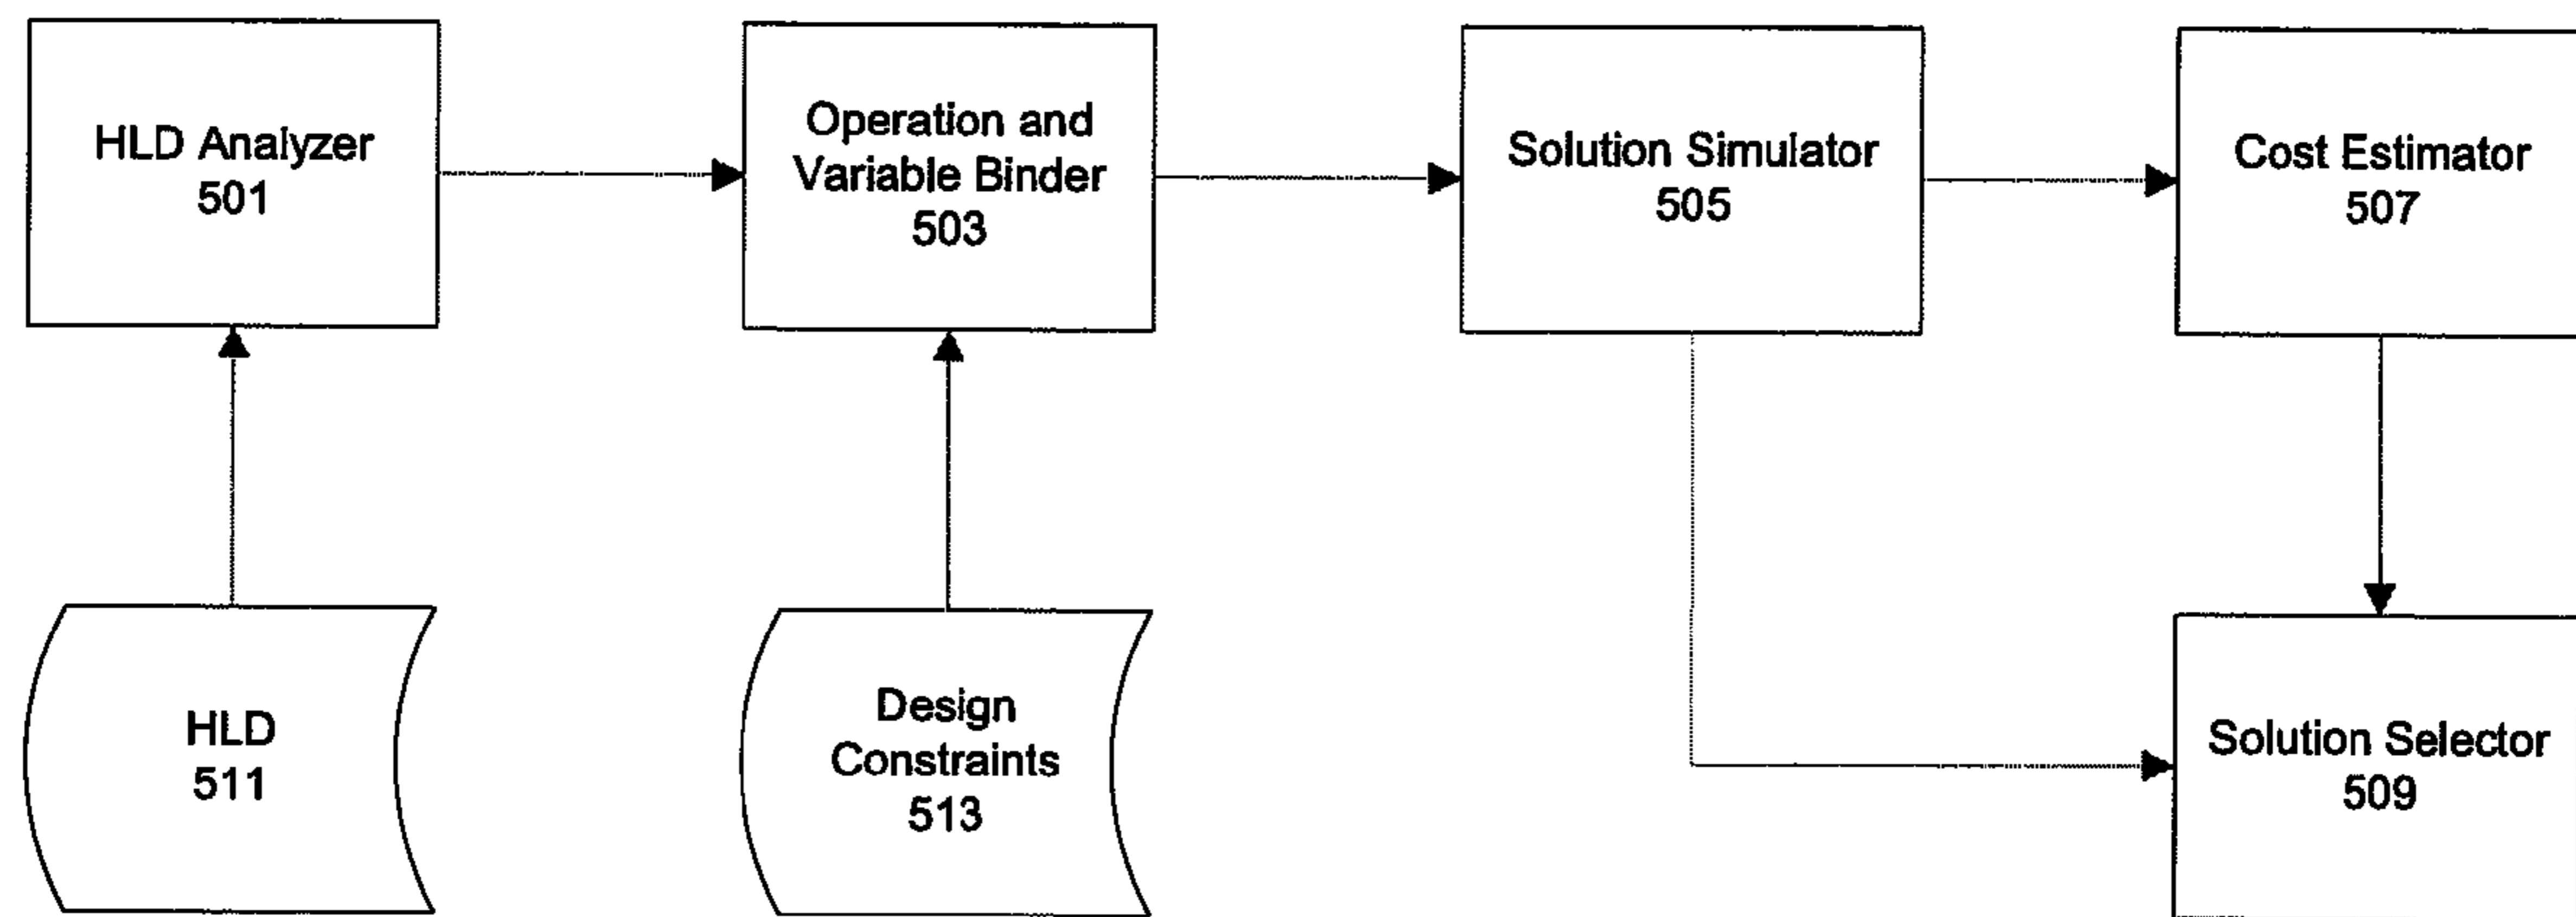 HLD Analyzer
501
Operation and
Variable Binder
503
Solution Simulator
505
Cost Estimator
507
HLD
511
Design
Constraints
513
Solution Selector
509